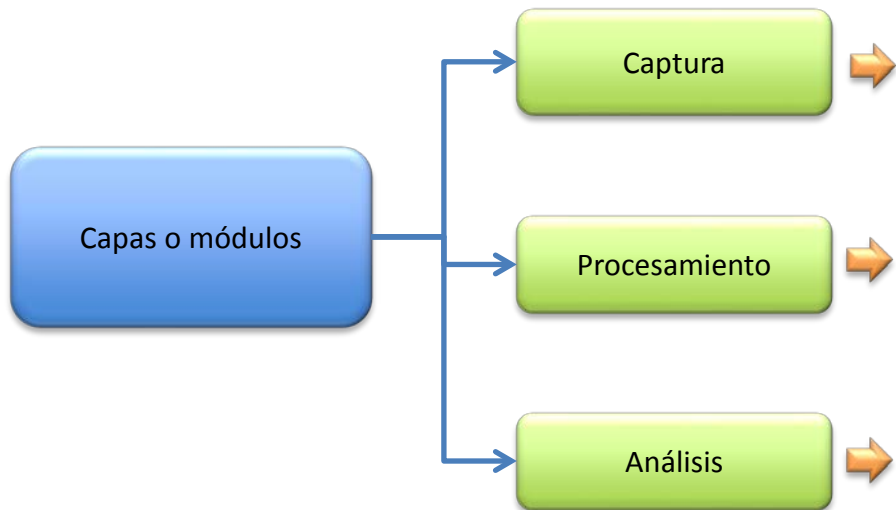 Captura
Capas o módulos
Procesamiento
Análisis